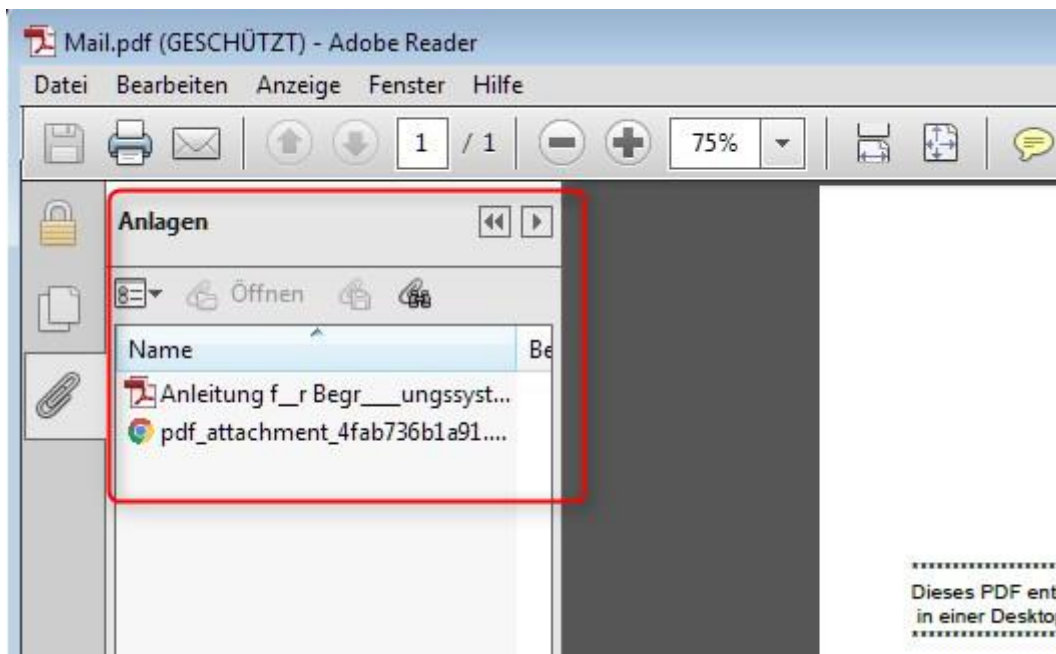 Mail.pdf (GESCHÜTZT) - Adobe Reader
Datei Bearbeiten Anzeige Fenster Hilfe
1 / 1 75%
Anlagen
Öffnen
Name Be
Anleitung f__r Begr____ungssyst...
pdf_attachment_4fab736b1a91....
Dieses PDF ent
in einer Deskto